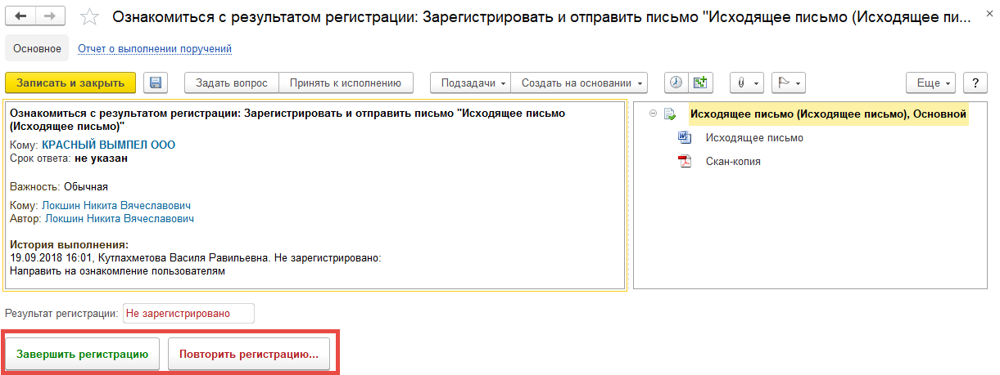 Ознакомиться с результатом регистрации: Зарегистрировать и отправить письмо "Исходящее письмо (Исходящее пи...
Основное Отчет о выполнении поручений
Записать и закрыть Задать вопрос Принять к исполнению Подзадачи Создать на основании Еще ?
Ознакомиться с результатом регистрации: Зарегистрировать и отправить письмо "Исходящее письмо
(Исходящее письмо)"
Кому: КРАСНЫЙ ВЫМПЕЛ ООО
Срок ответа: не указан
Важность: Обычная
Кому: Локшин Никита Вячеславович
Автор: Локшин Никита Вячеславович
История выполнения:
19.09.2018 16:01, Кутлахметова Василя Равильевна. Не зарегистрировано:
Направить на ознакомление пользователям
Исходящее письмо (Исходящее письмо), Основной
Исходящее письмо
Скан-копия
Результат регистрации: Не зарегистрировано
Завершить регистрацию Повторить регистрацию...